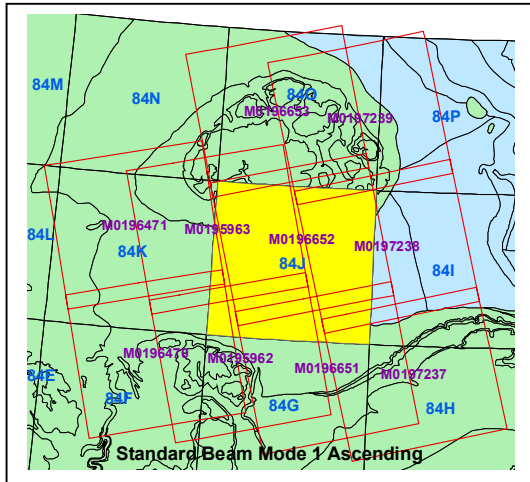 84M
84N
84O
84P
M0196653
M0197239
84L
M0196471
84K
M0195963
M0196652
84J
M0197238
84I
84E
M0196470
84F
M0195962
M0196651
84G
M0197237
84H
Standard Beam Mode 1 Ascending